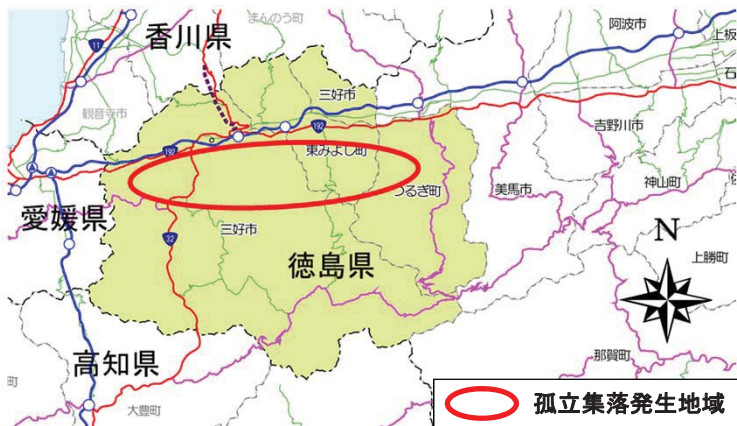 まんのう町
香川県
阿波市
上板
11
三好市
石
観音寺市
192
192
吉野川市
東みよし町
つるぎ町
美馬市
神山町
愛媛県
三好市
N
32
徳島県
上勝町
高知県
那賀町
町
大豊町
孤立集落発生地域